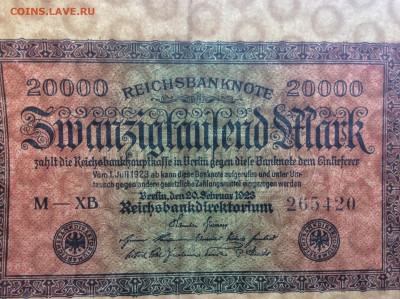 COINS.LAVE.RU
REICHSBANKNOTE
20000 20000
Zwanzigtausend Mark
zahlt die Reichsbankhauptkasse in Berlin gegen diese Banknote dem Einlieferer
Vom 1. Juli 1923 ab kann diese Banknote aufgerufen und unter Um-
tausch gegen andere gesetzliche Zahlungsmittel eingezogen werden
Berlin, den 20. Februar 1923
M—XB Reichsbankdirektorium 265420